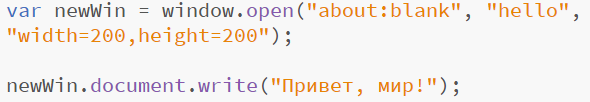 var newWin = window.open("about:blank", "hello",
"width=200,height=200");
newWin.document.write("Привет, мир!");